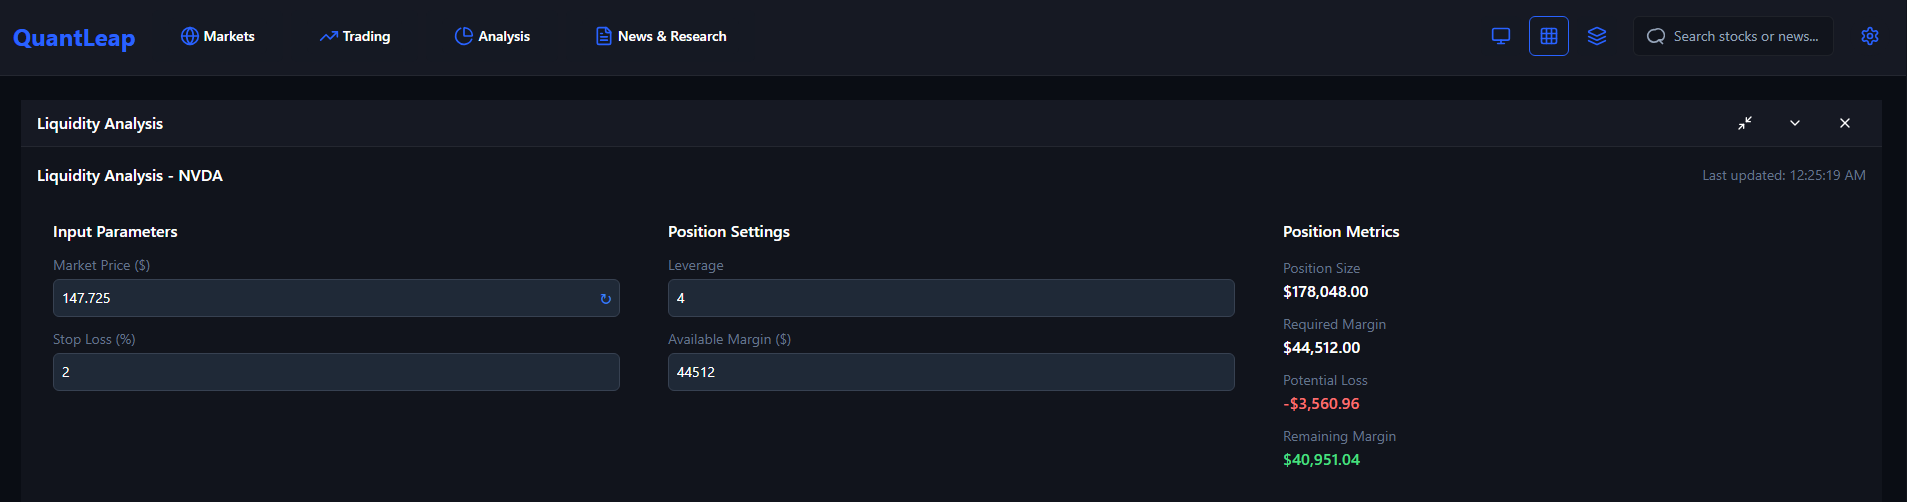 QuantLeap
Markets
Trading
Analysis
News & Research
Search stocks or news...
Liquidity Analysis
Liquidity Analysis - NVDA
Last updated: 12:25:19 AM
Input Parameters
Market Price ($)
147.725
Stop Loss (%)
2
Position Settings
Leverage
4
Available Margin ($)
44512
Position Metrics
Position Size
$178,048.00
Required Margin
$44,512.00
Potential Loss
-$3,560.96
Remaining Margin
$40,951.04